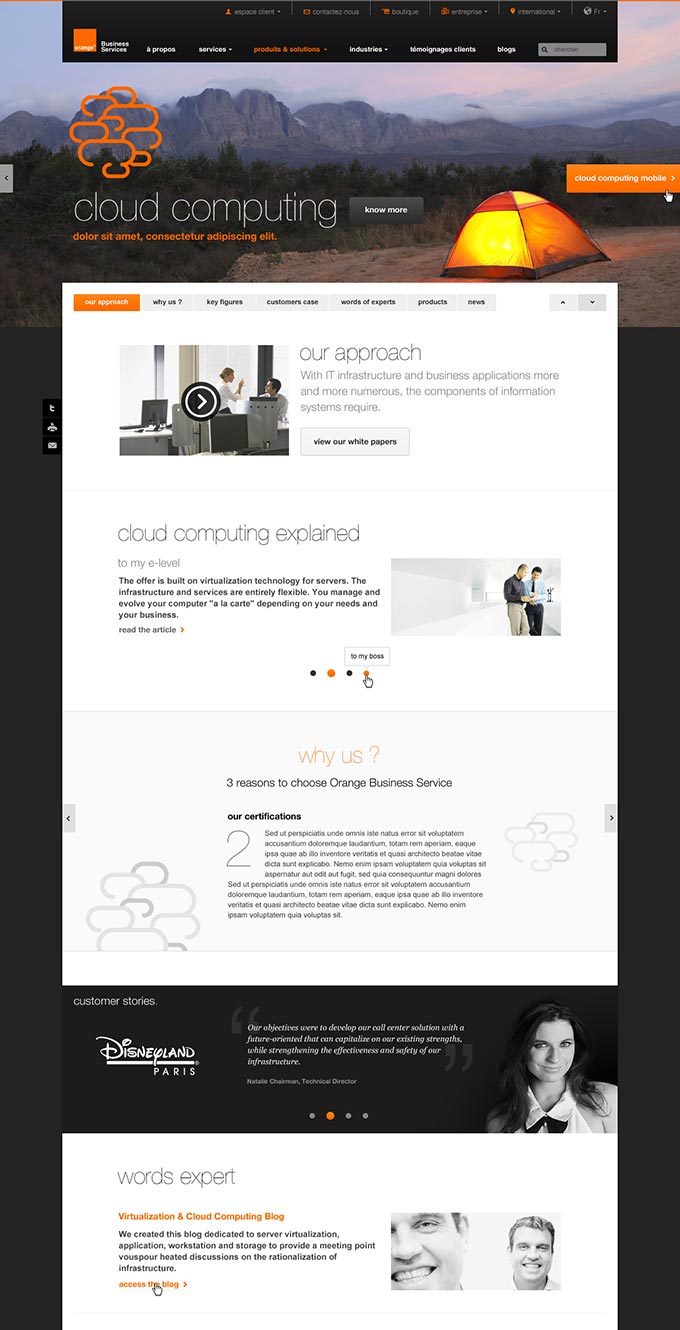 espace client
contactez-nous
boutique
entreprise
international
Fr
orange™
Business
Services
à propos
services
produits & solutions
industries
témoignages clients
blogs
chercher
cloud computing mobile
cloud computing
know more
dolor sit amet, consectetur adipiscing elit.
our approach
why us ?
key figures
customers case
words of experts
products
news
our approach
With IT infrastructure and business applications more
and more numerous, the components of information
systems require.
view our white papers
cloud computing explained
to my e-level
The offer is built on virtualization technology for servers. The
infrastructure and services are entirely flexible. You manage and
evolve your computer "a la carte" depending on your needs and
your business.
read the article
to my boss
why us ?
3 reasons to choose Orange Business Service
our certifications
2
Sed ut perspiciatis unde omnis iste natus error sit voluptatem
accusantium doloremque laudantium, totam rem aperiam, eaque
ipsa quae ab illo inventore veritatis et quasi architecto beatae vitae
dicta sunt explicabo. Nemo enim ipsam voluptatem quia voluptas sit
aspernatur aut odit aut fugit, sed quia consequuntur magni dolores
Sed ut perspiciatis unde omnis iste natus error sit voluptatem accusantium
doloremque laudantium, totam rem aperiam, eaque ipsa quae ab illo inventore
veritatis et quasi architecto beatae vitae dicta sunt explicabo. Nemo enim
ipsam voluptatem quia voluptas sit.
customer stories.
Disneyland
PARIS
Our objectives were to develop our call center solution with a
future-oriented that can capitalize on our existing strengths,
while strengthening the effectiveness and safety of our
infrastructure.
Natalie Chairman, Technical Director
words expert
Virtualization & Cloud Computing Blog
We created this blog dedicated to server virtualization,
application, workstation and storage to provide a meeting point
vouspour heated discussions on the rationalization of
infrastructure.
access the blog